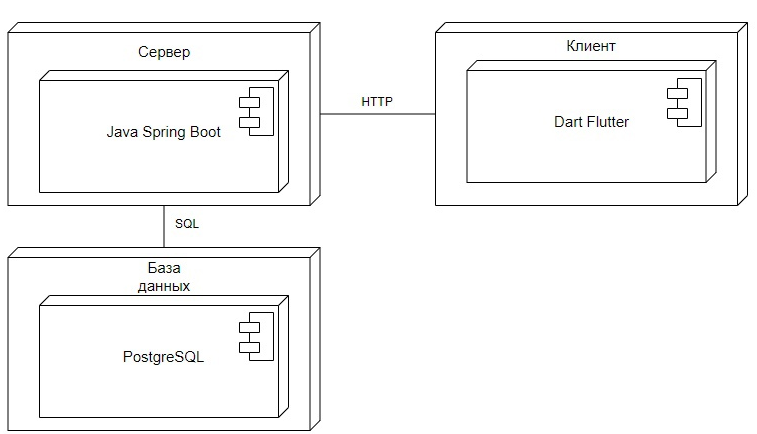 Сервер
Java Spring Boot
HTTP
Клиент
Dart Flutter
SQL
База
данных
PostgreSQL